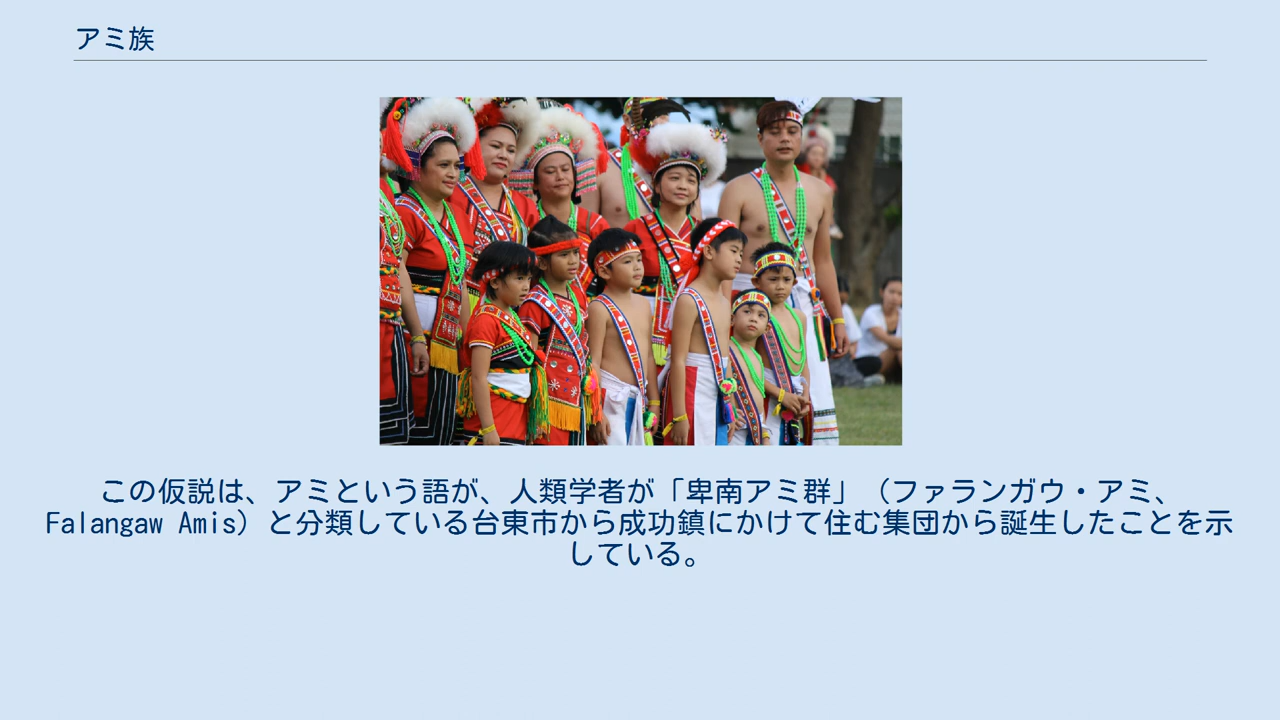 アミ族
この仮説は、アミという語が、人類学者が「卑南アミ群」（ファランガウ・アミ、
Falangaw Amis）と分類している台東市から成功鎮にかけて住む集団から誕生したことを示
している。